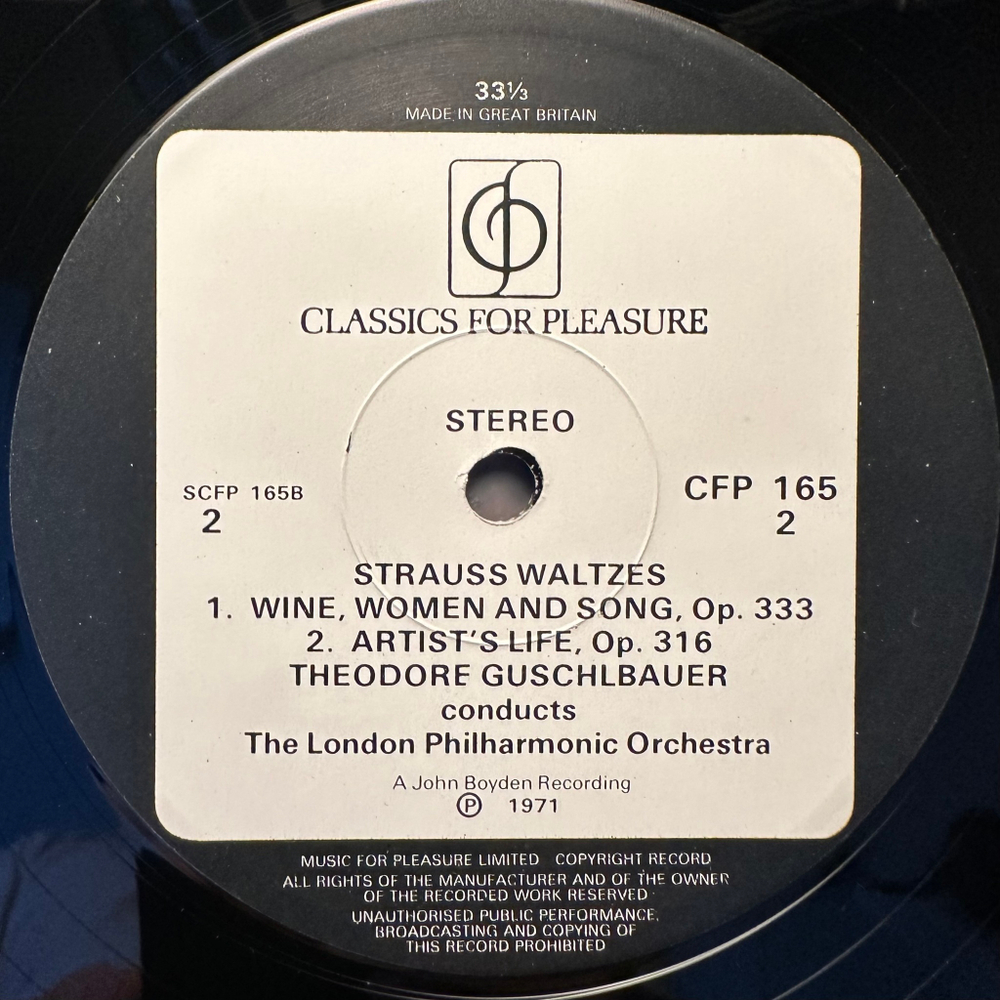 33⅓
MADE IN GREAT BRITAIN
CLASSICS FOR PLEASURE
STEREO
SCFP 165B
2
CFP 165
2
STRAUSS WALTZES
1. WINE, WOMEN AND SONG, Op. 333
2. ARTIST'S LIFE, Op. 316
THEODORE GUSCHLBAUER
conducts
The London Philharmonic Orchestra
A John Boyden Recording
℗ 1971
MUSIC FOR PLEASURE LIMITED COPYRIGHT RECORD
ALL RIGHTS OF THE MANUFACTURER AND OF THE OWNER
OF THE RECORDED WORK RESERVED
UNAUTHORISED PUBLIC PERFORMANCE,
BROADCASTING AND COPYING OF
THIS RECORD PROHIBITED